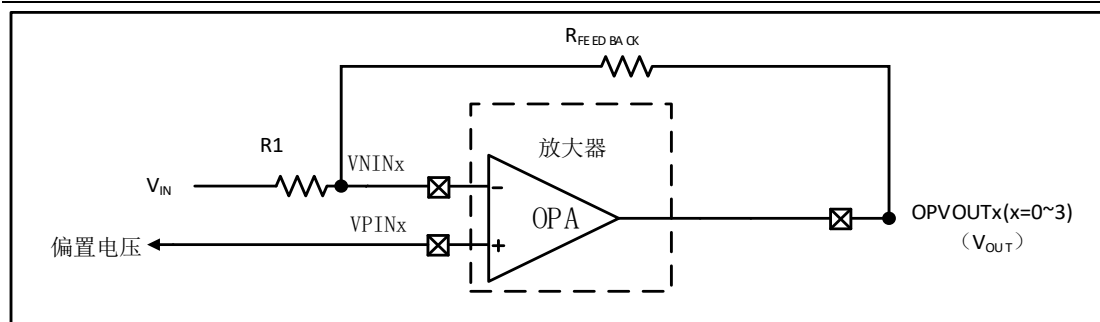 RFEEDBACK
R1
放大器
VNINx
VIN
-
OPA
VPINx
+
偏置电压
OPVOUTx(x=0~3)
（VOUT）